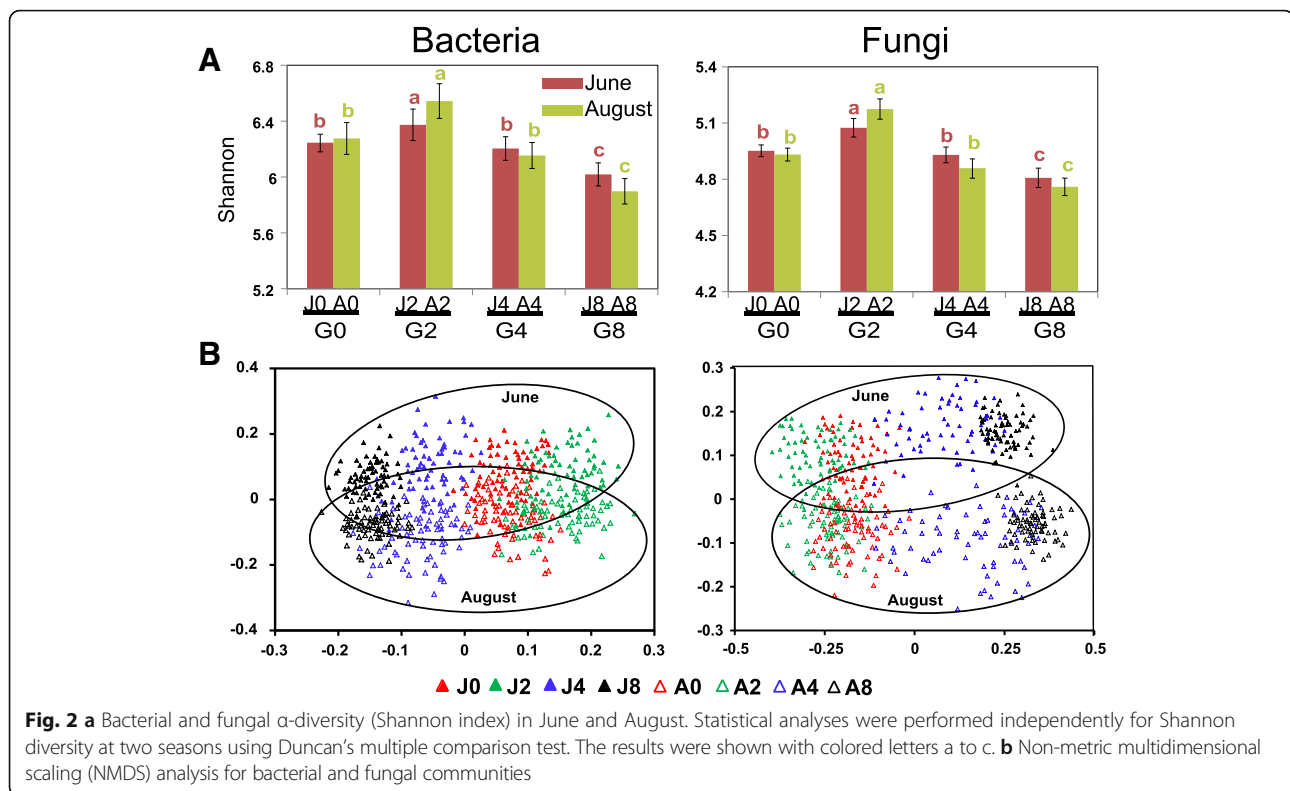 Bacteria
Fungi
A
6.8
6.4
6
5.6
5.2
Shannon
b b a a b b c c
June
August
J0 A0 J2 A2 J4 A4 J8 A8
G0 G2 G4 G8
5.4
5.1
4.8
4.5
4.2
b b a a b b c c
J0 A0 J2 A2 J4 A4 J8 A8
G0 G2 G4 G8
B
0.4
0.2
0
-0.2
-0.4
June
August
-0.3 -0.2 -0.1 0 0.1 0.2 0.3
0.3
0.2
0.1
0
-0.1
-0.2
-0.3
June
August
-0.5 -0.25 0 0.25 0.5
J0 J2 J4 J8 A0 A2 A4 A8
Fig. 2 a Bacterial and fungal α-diversity (Shannon index) in June and August. Statistical analyses were performed independently for Shannon
diversity at two seasons using Duncan's multiple comparison test. The results were shown with colored letters a to c. b Non-metric multidimensional
scaling (NMDS) analysis for bacterial and fungal communities